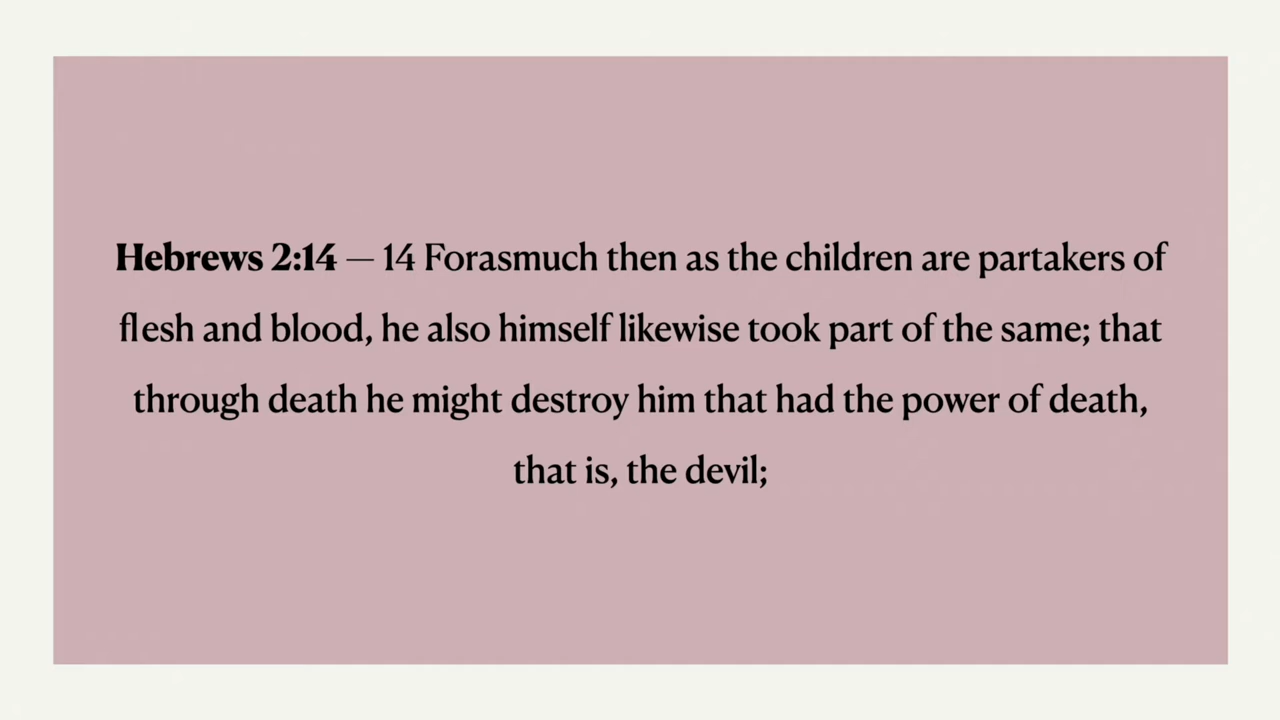 Hebrews 2:14 — 14 Forasmuch then as the children are partakers of
flesh and blood, he also himself likewise took part of the same; that
through death he might destroy him that had the power of death,
that is, the devil;